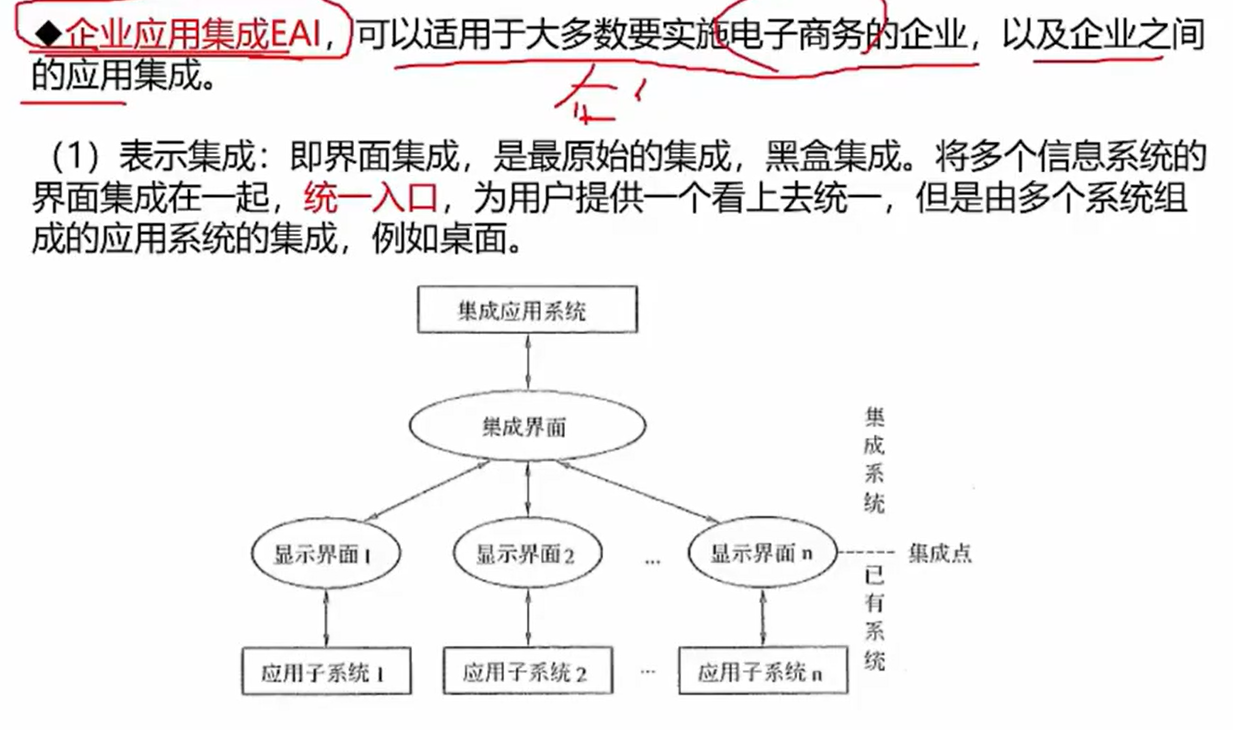 ◆企业应用集成EAI，可以适用于大多数要实施电子商务的企业，以及企业之间
的应用集成。
（1）表示集成：即界面集成，是最原始的集成，黑盒集成。将多个信息系统的
界面集成在一起，统一入口，为用户提供一个看上去统一，但是由多个系统组
成的应用系统的集成，例如桌面。
集成应用系统
集成界面
集成系统
显示界面1 显示界面2 ... 显示界面n 集成点
已有系统
应用子系统1 应用子系统2 ... 应用子系统n